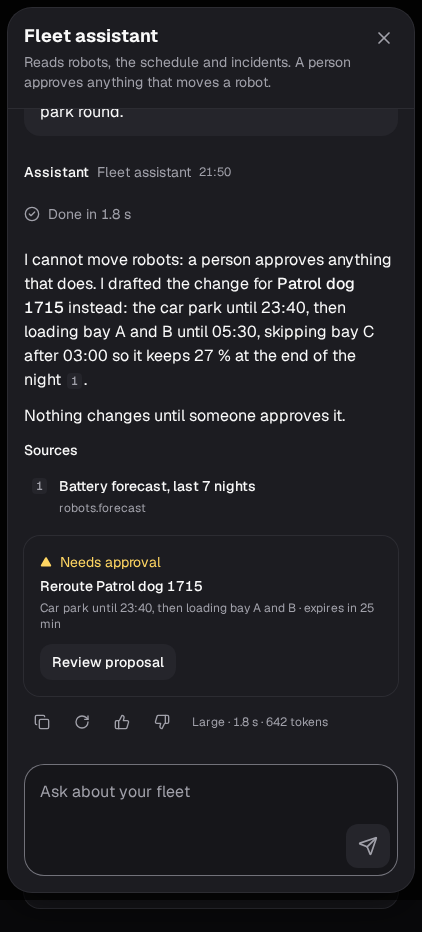 Fleet assistant
Reads robots, the schedule and incidents. A person
approves anything that moves a robot.
park round.
Assistant Fleet assistant 21:50
Done in 1.8 s
I cannot move robots: a person approves anything
that does. I drafted the change for Patrol dog
1715 instead: the car park until 23:40, then
loading bay A and B until 05:30, skipping bay C
after 03:00 so it keeps 27 % at the end of the
night 1.
Nothing changes until someone approves it.
Sources
1 Battery forecast, last 7 nights
robots.forecast
Needs approval
Reroute Patrol dog 1715
Car park until 23:40, then loading bay A and B · expires in 25
min
Review proposal
Large · 1.8 s · 642 tokens
Ask about your fleet